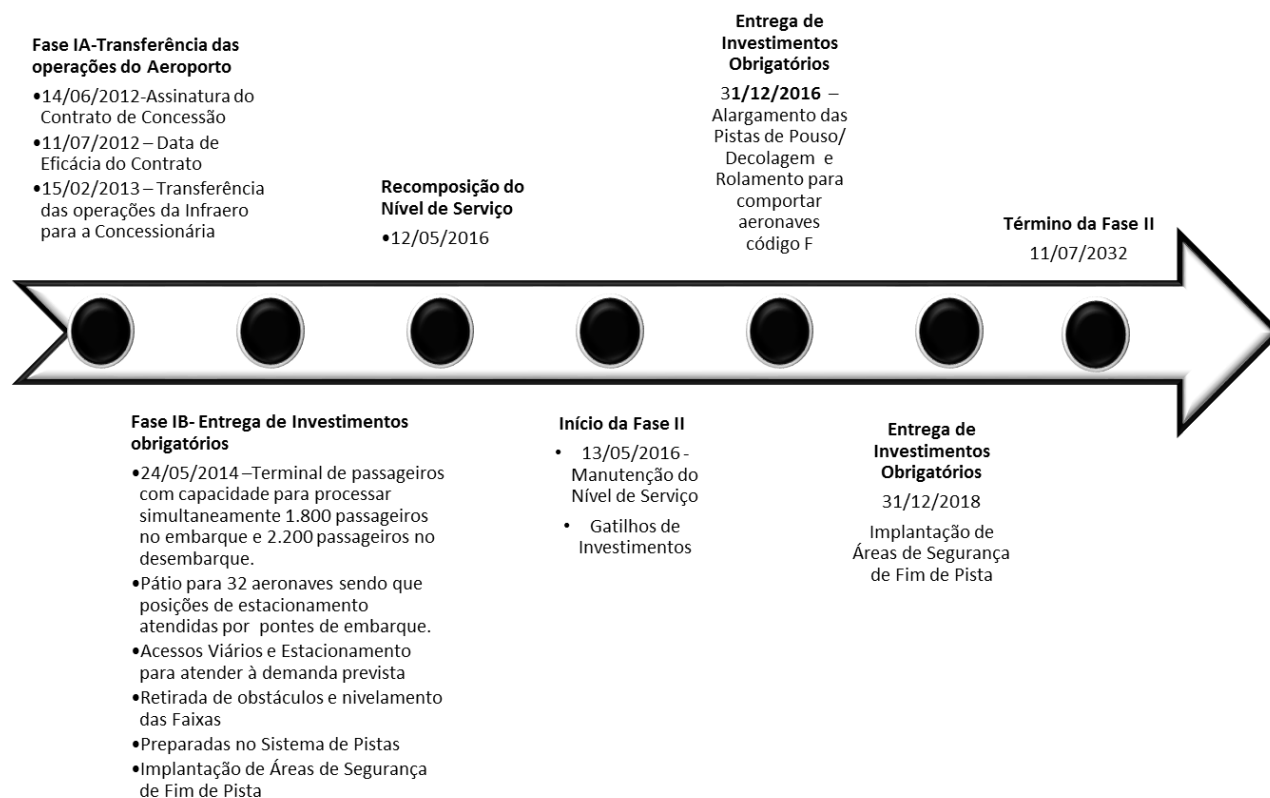 Fase IA-Transferência das
operações do Aeroporto
•14/06/2012-Assinatura do
Contrato de Concessão
•11/07/2012 – Data de
Eficácia do Contrato
•15/02/2013 – Transferência
das operações da Infraero
para a Concessionária
Fase IB- Entrega de Investimentos
obrigatórios
•24/05/2014 –Terminal de passageiros
com capacidade para processar
simultaneamente 1.800 passageiros
no embarque e 2.200 passageiros no
desembarque.
•Pátio para 32 aeronaves sendo que
posições de estacionamento
atendidas por pontes de embarque.
•Acessos Viários e Estacionamento
para atender à demanda prevista
•Retirada de obstáculos e nivelamento
das Faixas
•Preparadas no Sistema de Pistas
•Implantação de Áreas de Segurança
de Fim de Pista
Recomposição do
Nível de Serviço
•12/05/2016
Início da Fase II
• 13/05/2016 -
Manutenção do
Nível de Serviço
• Gatilhos de
Investimentos
Entrega de
Investimentos
Obrigatórios
31/12/2016 –
Alargamento das
Pistas de Pouso/
Decolagem e
Rolamento para
comportar
aeronaves
código F
Entrega de
Investimentos
Obrigatórios
31/12/2018
Implantação de
Áreas de Segurança
de Fim de Pista
Término da Fase II
11/07/2032